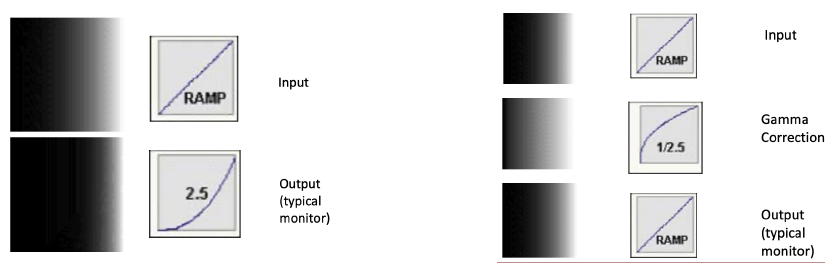 RAMP
Input
2.5
Output
(typical
monitor)
RAMP
Input
1/2.5
Gamma
Correction
RAMP
Output
(typical
monitor)